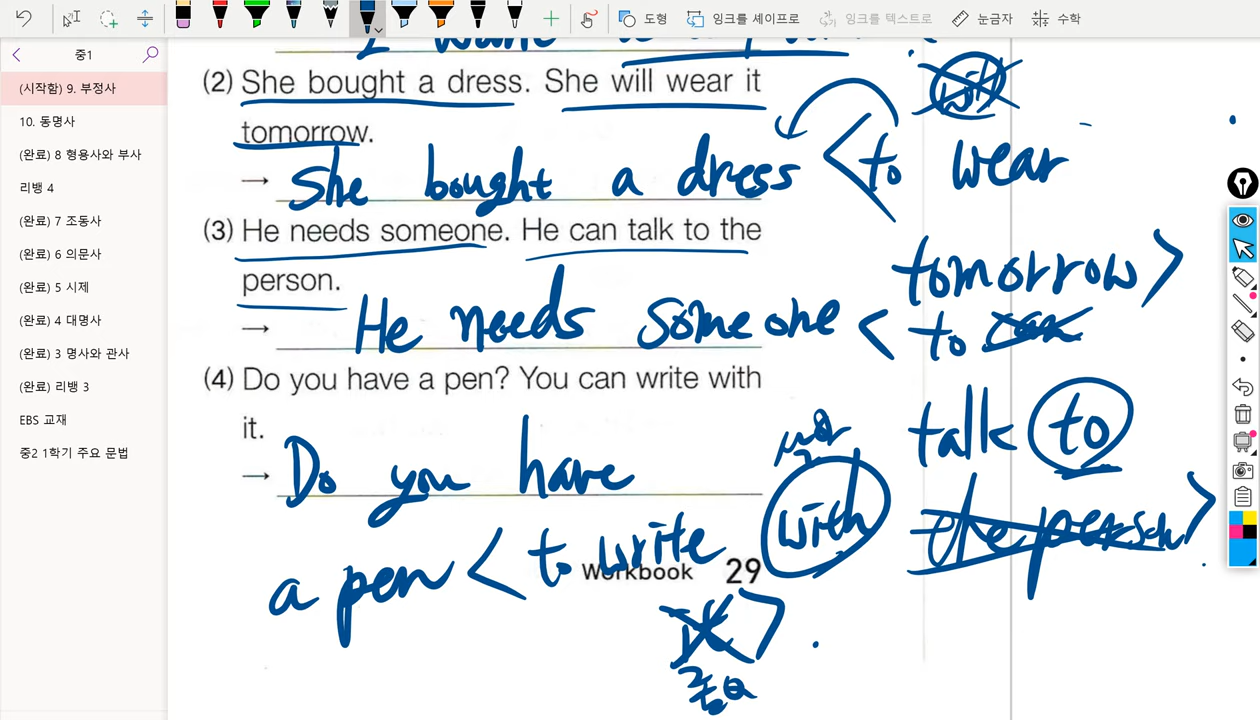 도형 잉크를 셰이프로 잉크를 텍스트로 눈금자 수학
중1
(시작함) 9. 부정사
10. 동명사
(완료) 8 형용사와 부사
리뱅 4
(완료) 7 조동사
(완료) 6 의문사
(완료) 5 시제
(완료) 4 대명사
(완료) 3 명사와 관사
(완료) 리뱅 3
EBS 교재
중2 1학기 주요 문법
I want
(2) She bought a dress. She will wear it
tomorrow.
→ She bought a dress <to wear
tomorrow>
(3) He needs someone. He can talk to the
person.
→ He needs someone < to can
talk to
the person>
(4) Do you have a pen? You can write with
it.
→ Do you have
a pen < to write with
it> .
Workbook 29